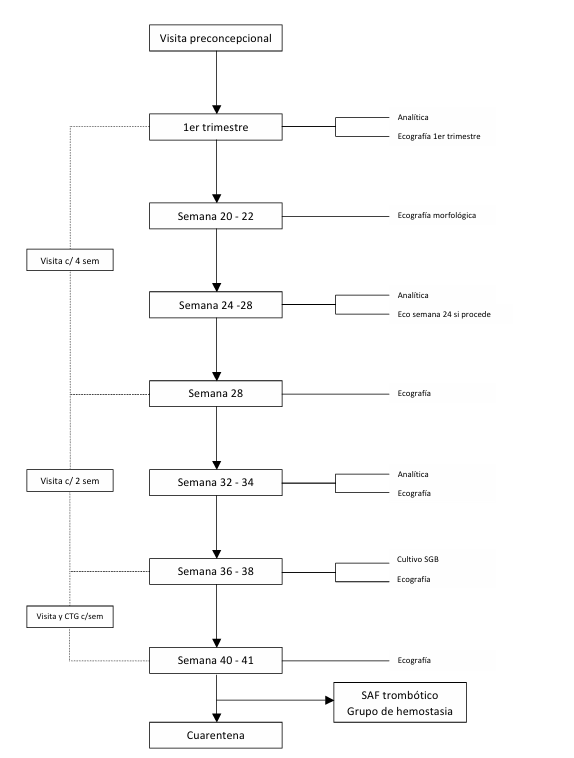 Visita preconcepcional
1er trimestre
Analítica
Ecografía 1er trimestre
Semana 20 - 22
Ecografía morfológica
Visita c/ 4 sem
Semana 24 -28
Analítica
Eco semana 24 si procede
Semana 28
Ecografía
Visita c/ 2 sem
Semana 32 - 34
Analítica
Ecografía
Semana 36 - 38
Cultivo SGB
Ecografía
Visita y CTG c/sem
Semana 40 - 41
Ecografía
SAF trombótico
Grupo de hemostasia
Cuarentena